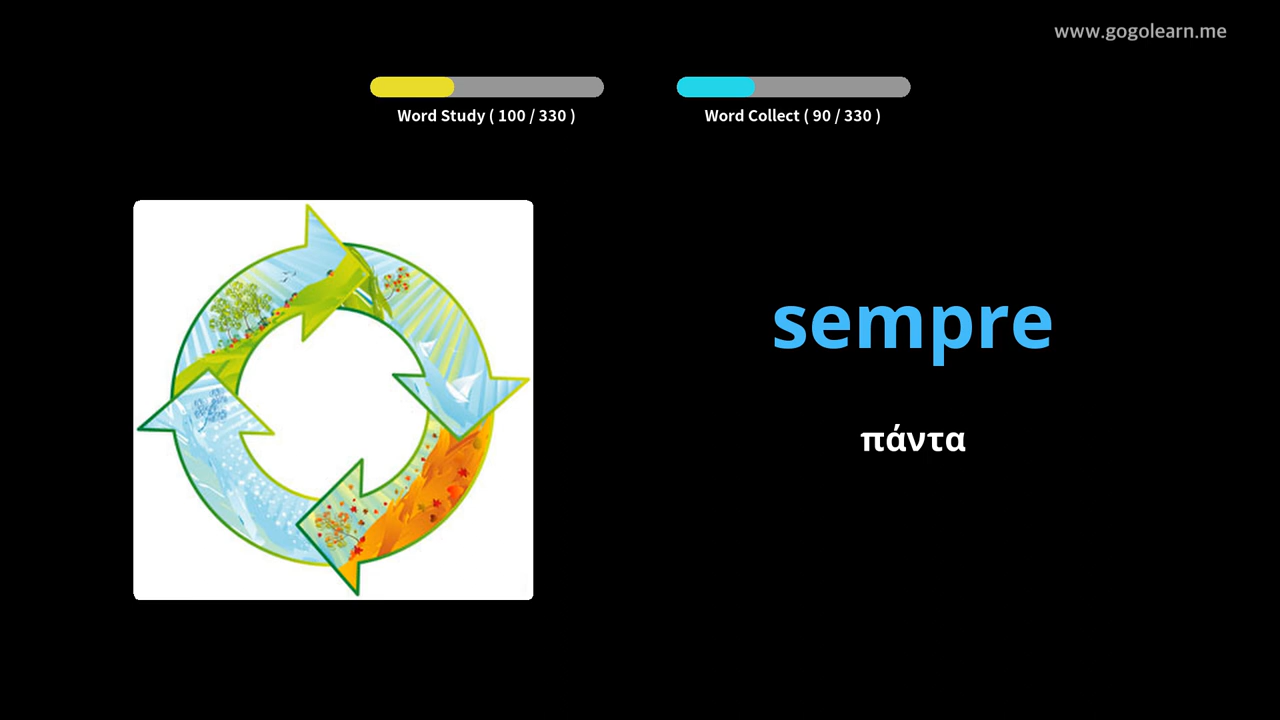 www.gogolearn.me
Word Study ( 100 / 330 )
Word Collect ( 90 / 330 )
sempre
πάντα